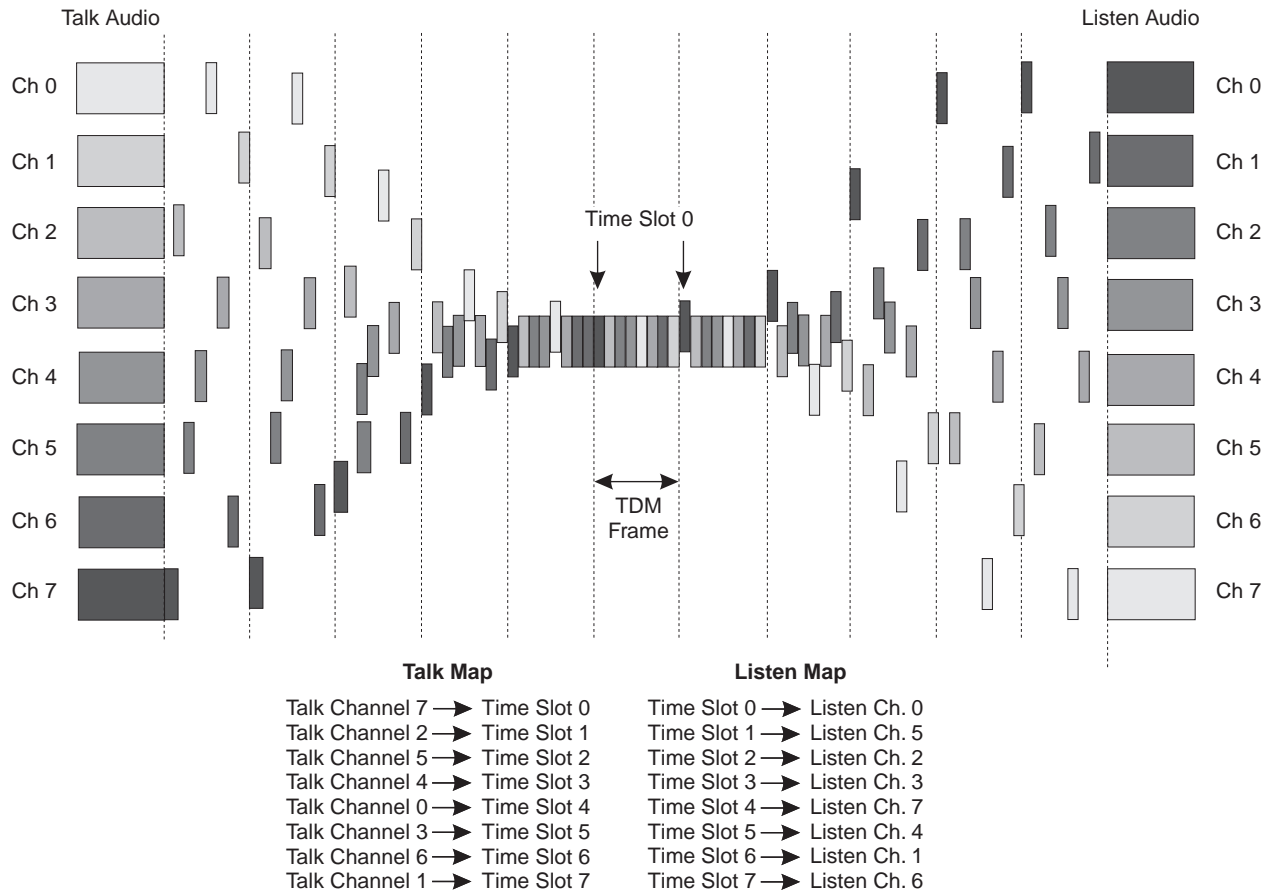 Talk Audio
Listen Audio
Ch 0
Ch 1
Ch 2
Ch 3
Ch 4
Ch 5
Ch 6
Ch 7
Time Slot 0
TDM
Frame
Ch 0
Ch 1
Ch 2
Ch 3
Ch 4
Ch 5
Ch 6
Ch 7
Talk Map
Talk Channel 7 → Time Slot 0
Talk Channel 2 → Time Slot 1
Talk Channel 5 → Time Slot 2
Talk Channel 4 → Time Slot 3
Talk Channel 0 → Time Slot 4
Talk Channel 3 → Time Slot 5
Talk Channel 6 → Time Slot 6
Talk Channel 1 → Time Slot 7
Listen Map
Time Slot 0 → Listen Ch. 0
Time Slot 1 → Listen Ch. 5
Time Slot 2 → Listen Ch. 2
Time Slot 3 → Listen Ch. 3
Time Slot 4 → Listen Ch. 7
Time Slot 5 → Listen Ch. 4
Time Slot 6 → Listen Ch. 1
Time Slot 7 → Listen Ch. 6